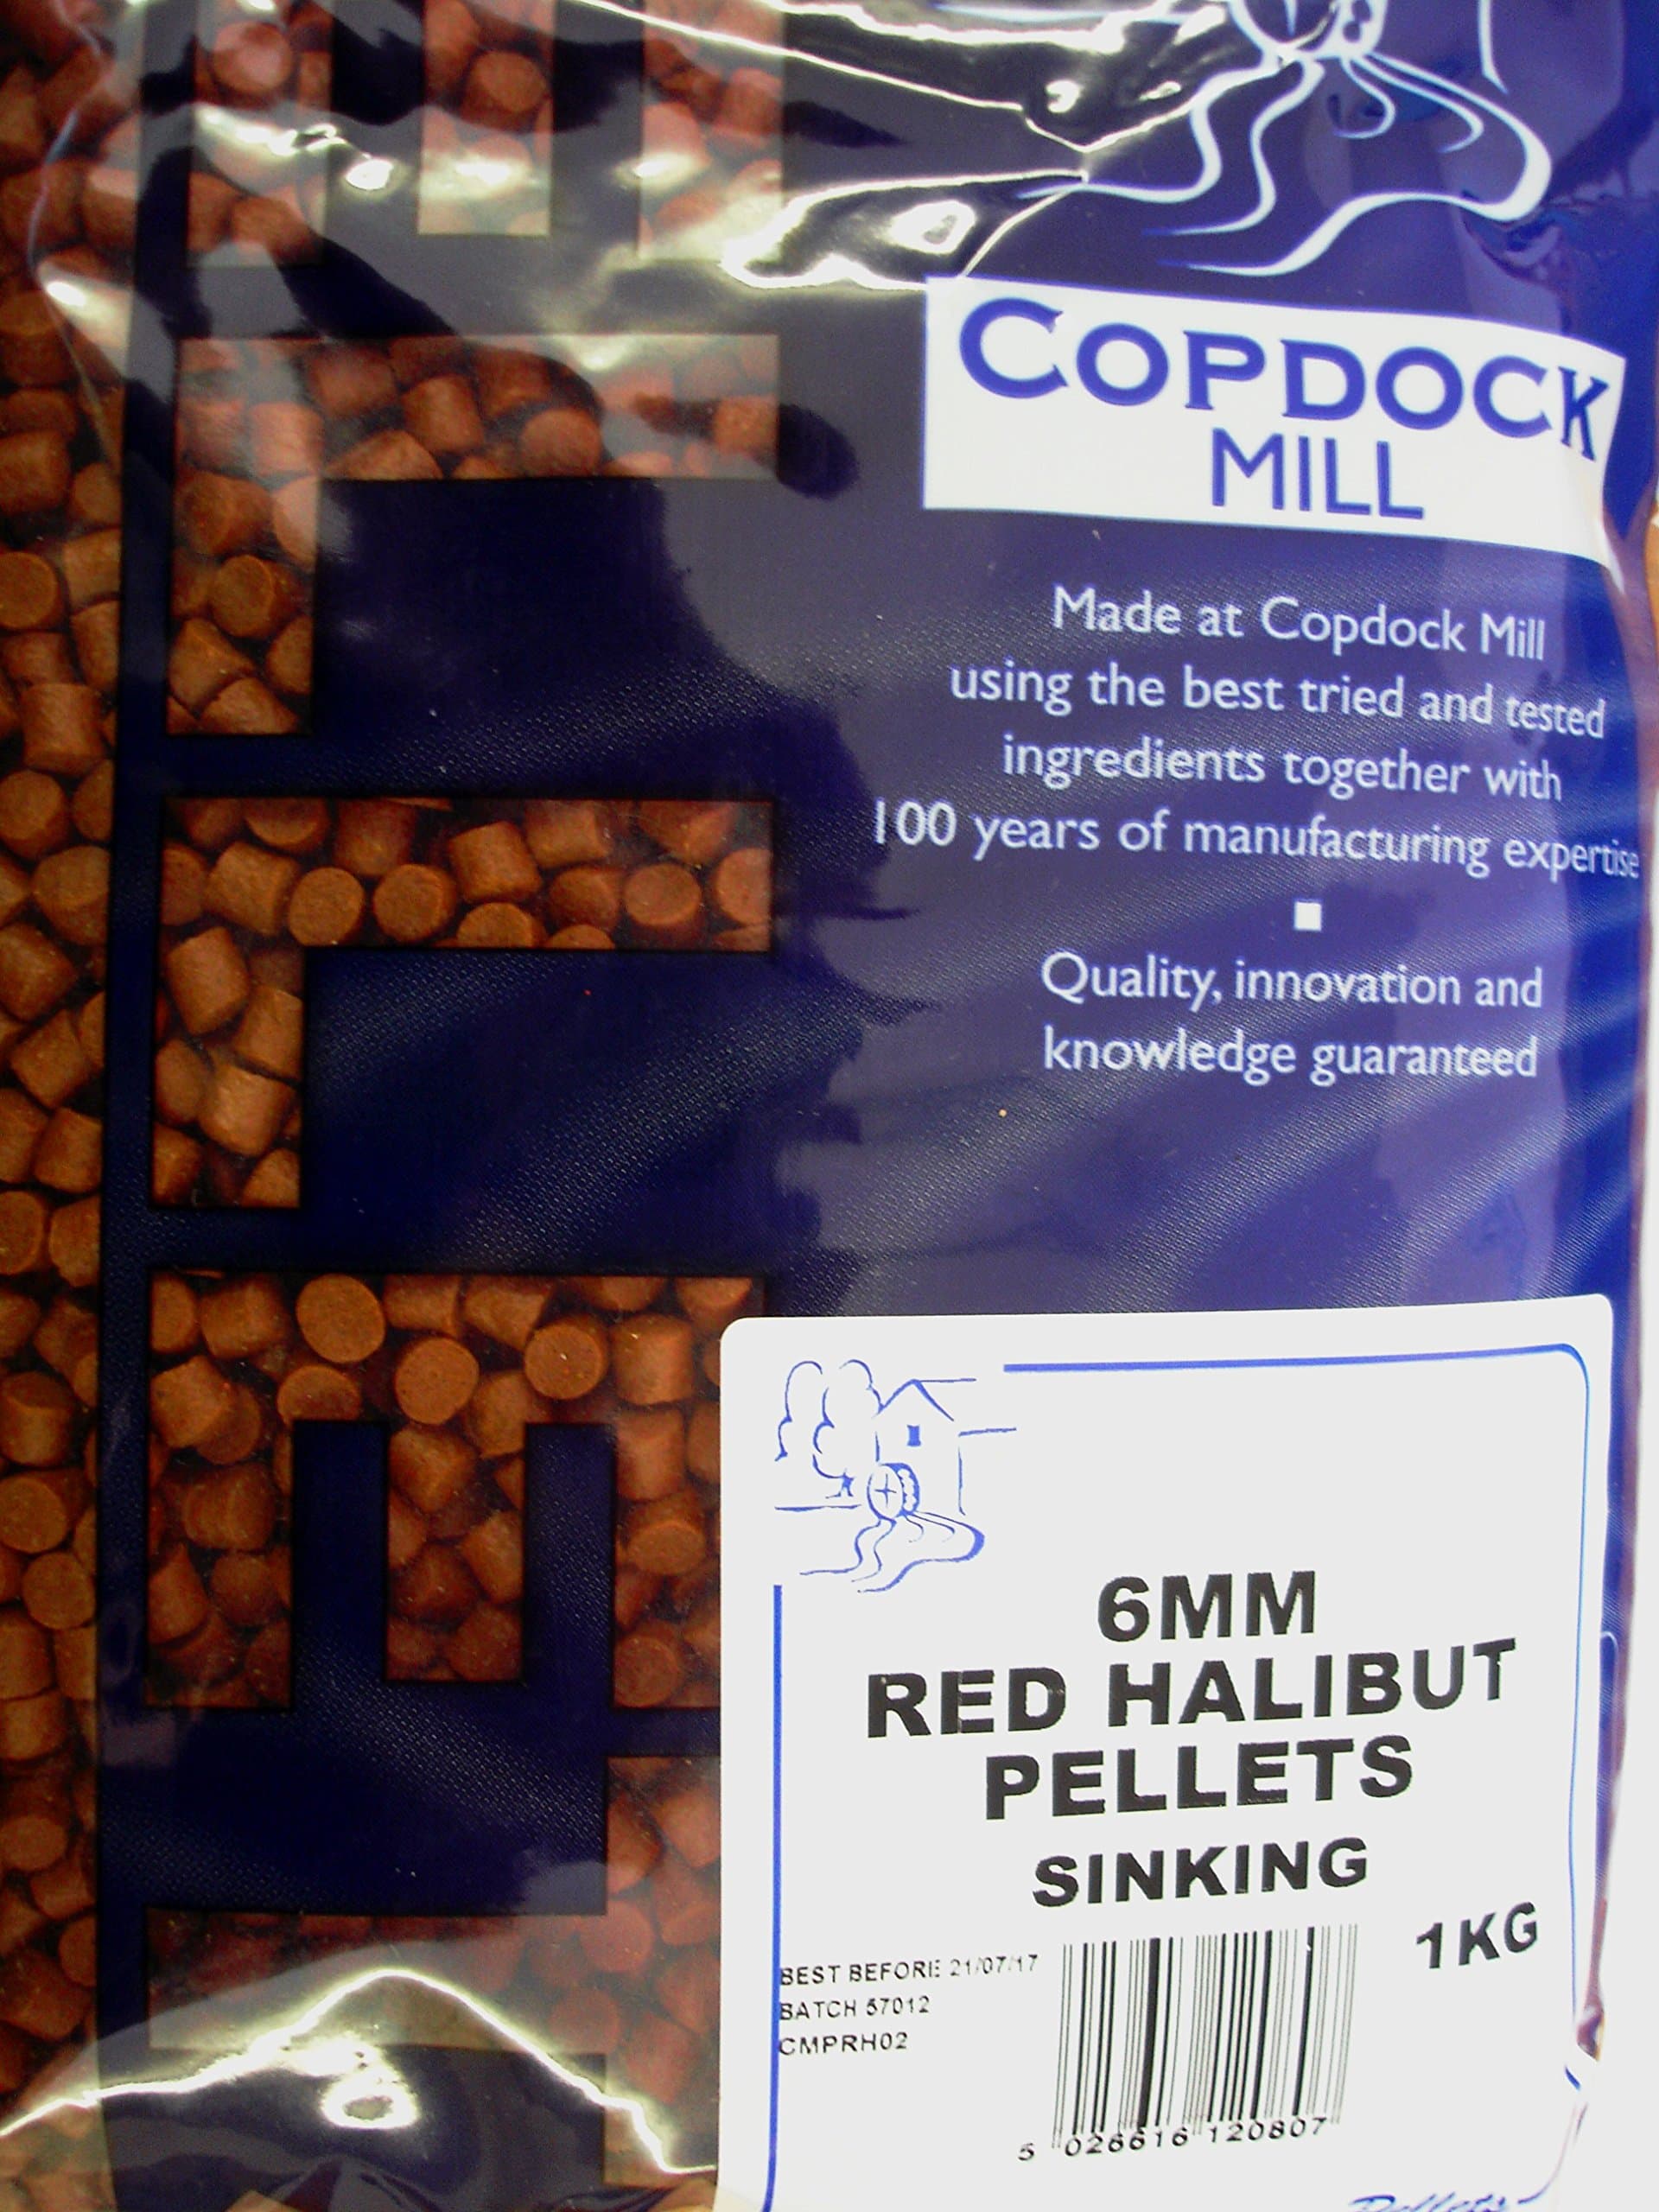 COPDOCK
MILL
Made at Copdock Mill
using the best tried and tested
ingredients together with
100 years of manufacturing expertise
Quality, innovation and
knowledge guaranteed
6MM
RED HALIBUT
PELLETS
SINKING
1KG
BEST BEFORE 21/07/17
BATCH 57012
CMPRH02
5 026616 120807